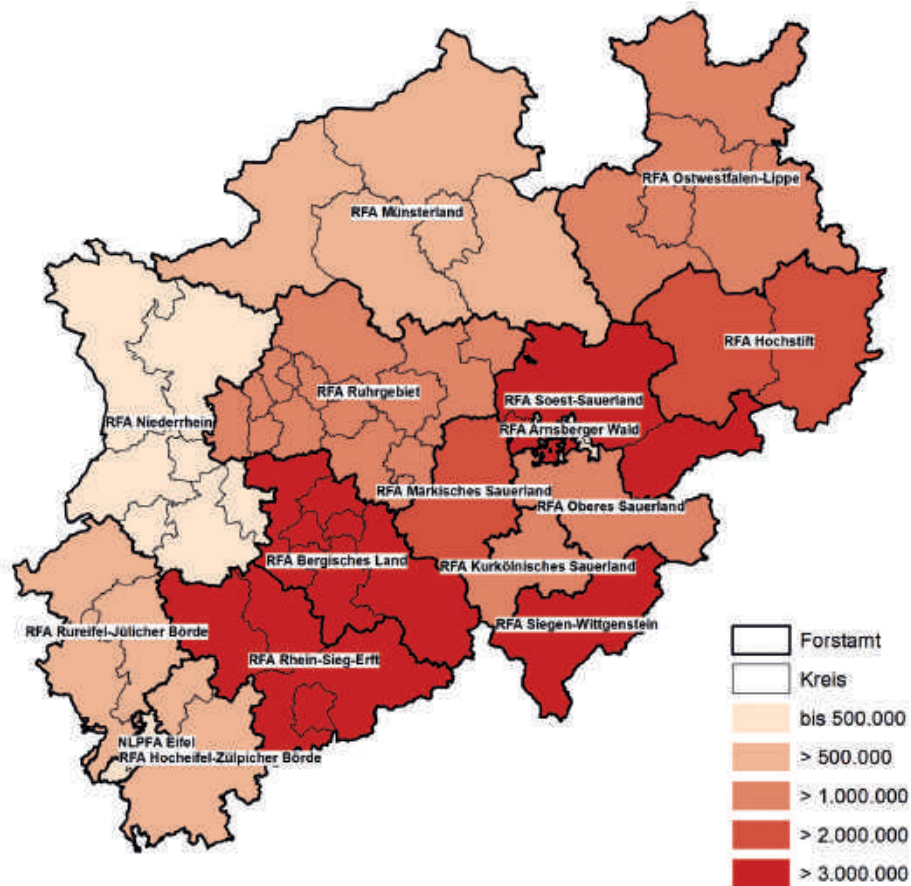 RFA Ostwestfalen-Lippe
RFA Münsterland
RFA Hochstift
RFA Ruhrgebiet
RFA Soest-Sauerland
RFA Niederrhein
RFA Arnsberger Wald
RFA Märkisches Sauerland
RFA Oberes Sauerland
RFA Bergisches Land
RFA Kurkölnisches Sauerland
RFA Siegen-Wittgenstein
RFA Rureifel-Jülicher Börde
RFA Rhein-Sieg-Erft
NLPFA Eifel
RFA Hocheifel-Zülpicher Börde
Forstamt
Kreis
bis 500.000
> 500.000
> 1.000.000
> 2.000.000
> 3.000.000